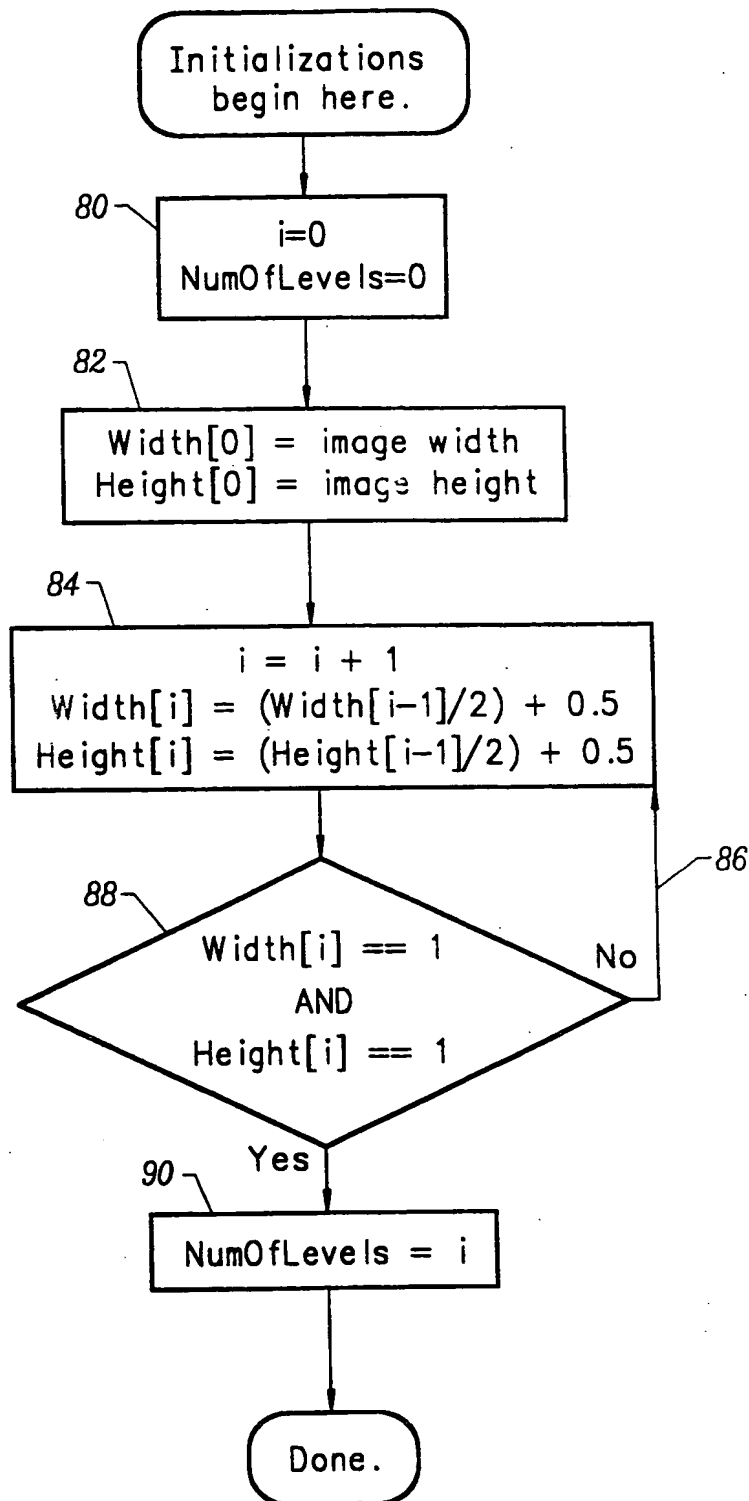 Initializations
begin here.
80
i=0
NumOfLevels=0
82
Width[0] = image width
Height[0] = image height
84
i = i + 1
Width[i] = (Width[i-1]/2) + 0.5
Height[i] = (Height[i-1]/2) + 0.5
86
88
Width[i] == 1
AND
Height[i] == 1
No
Yes
90
NumOfLevels = i
Done.